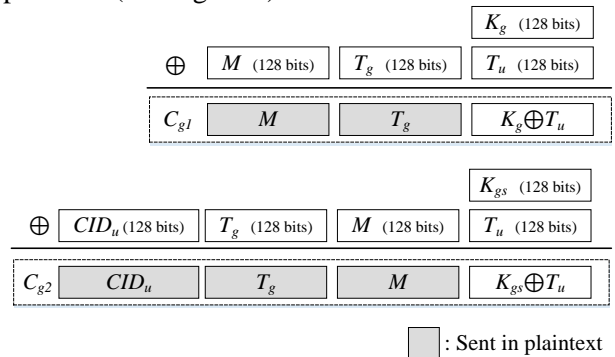 K_g (128 bits)
⊕ M (128 bits) T_g (128 bits) T_u (128 bits)
C_g1 M T_g K_g⊕T_u
K_gs (128 bits)
⊕ CID_u (128 bits) T_g (128 bits) M (128 bits) T_u (128 bits)
C_g2 CID_u T_g M K_gs⊕T_u
: Sent in plaintext